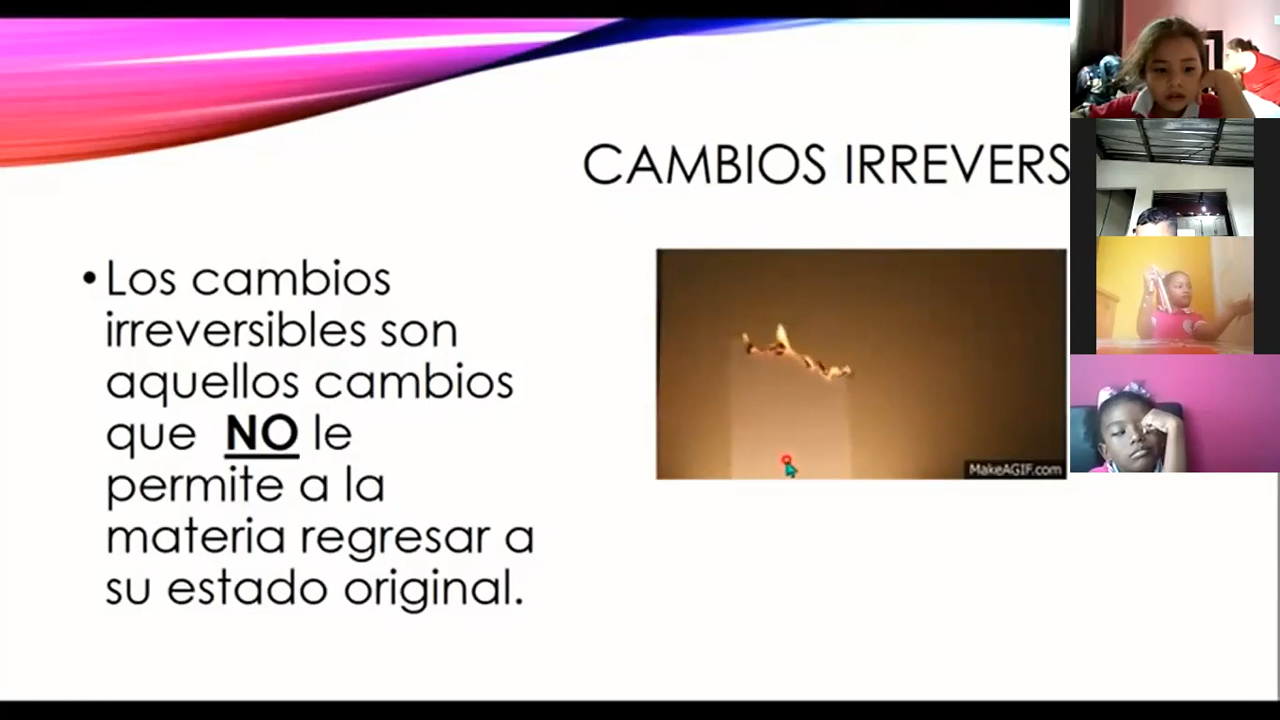 CAMBIOS IRREVERS
• Los cambios
irreversibles son
aquellos cambios
que NO le
permite a la
materia regresar a
su estado original.
MakeAGIF.com